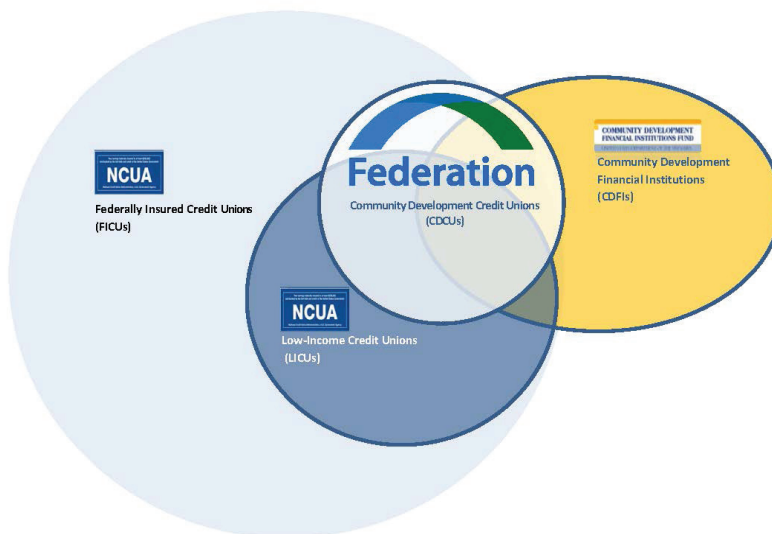 NCUA
Federally Insured Credit Unions
(FICUs)
Federation
Community Development Credit Unions
(CDCUs)
COMMUNITY DEVELOPMENT
FINANCIAL INSTITUTIONS FUND
Community Development
Financial Institutions
(CDFIs)
NCUA
Low-Income Credit Unions
(LICUs)